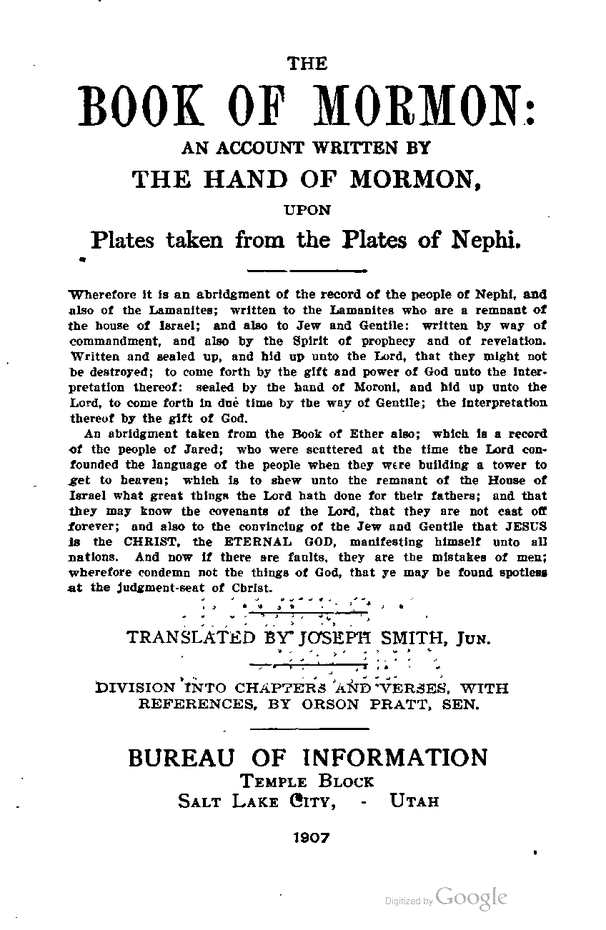 THE
BOOK OF MORMON:
AN ACCOUNT WRITTEN BY
THE HAND OF MORMON,
UPON
Plates taken from the Plates of Nephi.
Wherefore it is an abridgment of the record of the people of Nephi, and
also of the Lamanites; written to the Lamanites who are a remnant of
the house of Israel; and also to Jew and Gentile: written by way of
commandment, and also by the Spirit of prophecy and of revelation.
Written and sealed up, and hid up unto the Lord, that they might not
be destroyed; to come forth by the gift and power of God unto the inter-
pretation thereof: sealed by the hand of Moroni, and hid up unto the
Lord, to come forth in due time by the way of Gentile; the interpretation
thereof by the gift of God.
An abridgment taken from the Book of Ether also; which is a record
of the people of Jared; who were scattered at the time the Lord con-
founded the language of the people when they were building a tower to
get to heaven; which is to shew unto the remnant of the House of
Israel what great things the Lord hath done for their fathers; and that
they may know the covenants of the Lord, that they are not cast off
forever; and also to the convincing of the Jew and Gentile that JESUS
is the CHRIST, the ETERNAL GOD, manifesting himself unto all
nations. And now if there are faults, they are the mistakes of men;
wherefore condemn not the things of God, that ye may be found spotless
at the judgment-seat of Christ.
TRANSLATED BY JOSEPH SMITH, JUN.
DIVISION INTO CHAPTERS AND VERSES, WITH
REFERENCES, BY ORSON PRATT, SEN.
BUREAU OF INFORMATION
TEMPLE BLOCK
SALT LAKE CITY, - UTAH
1907
Digitized by Google